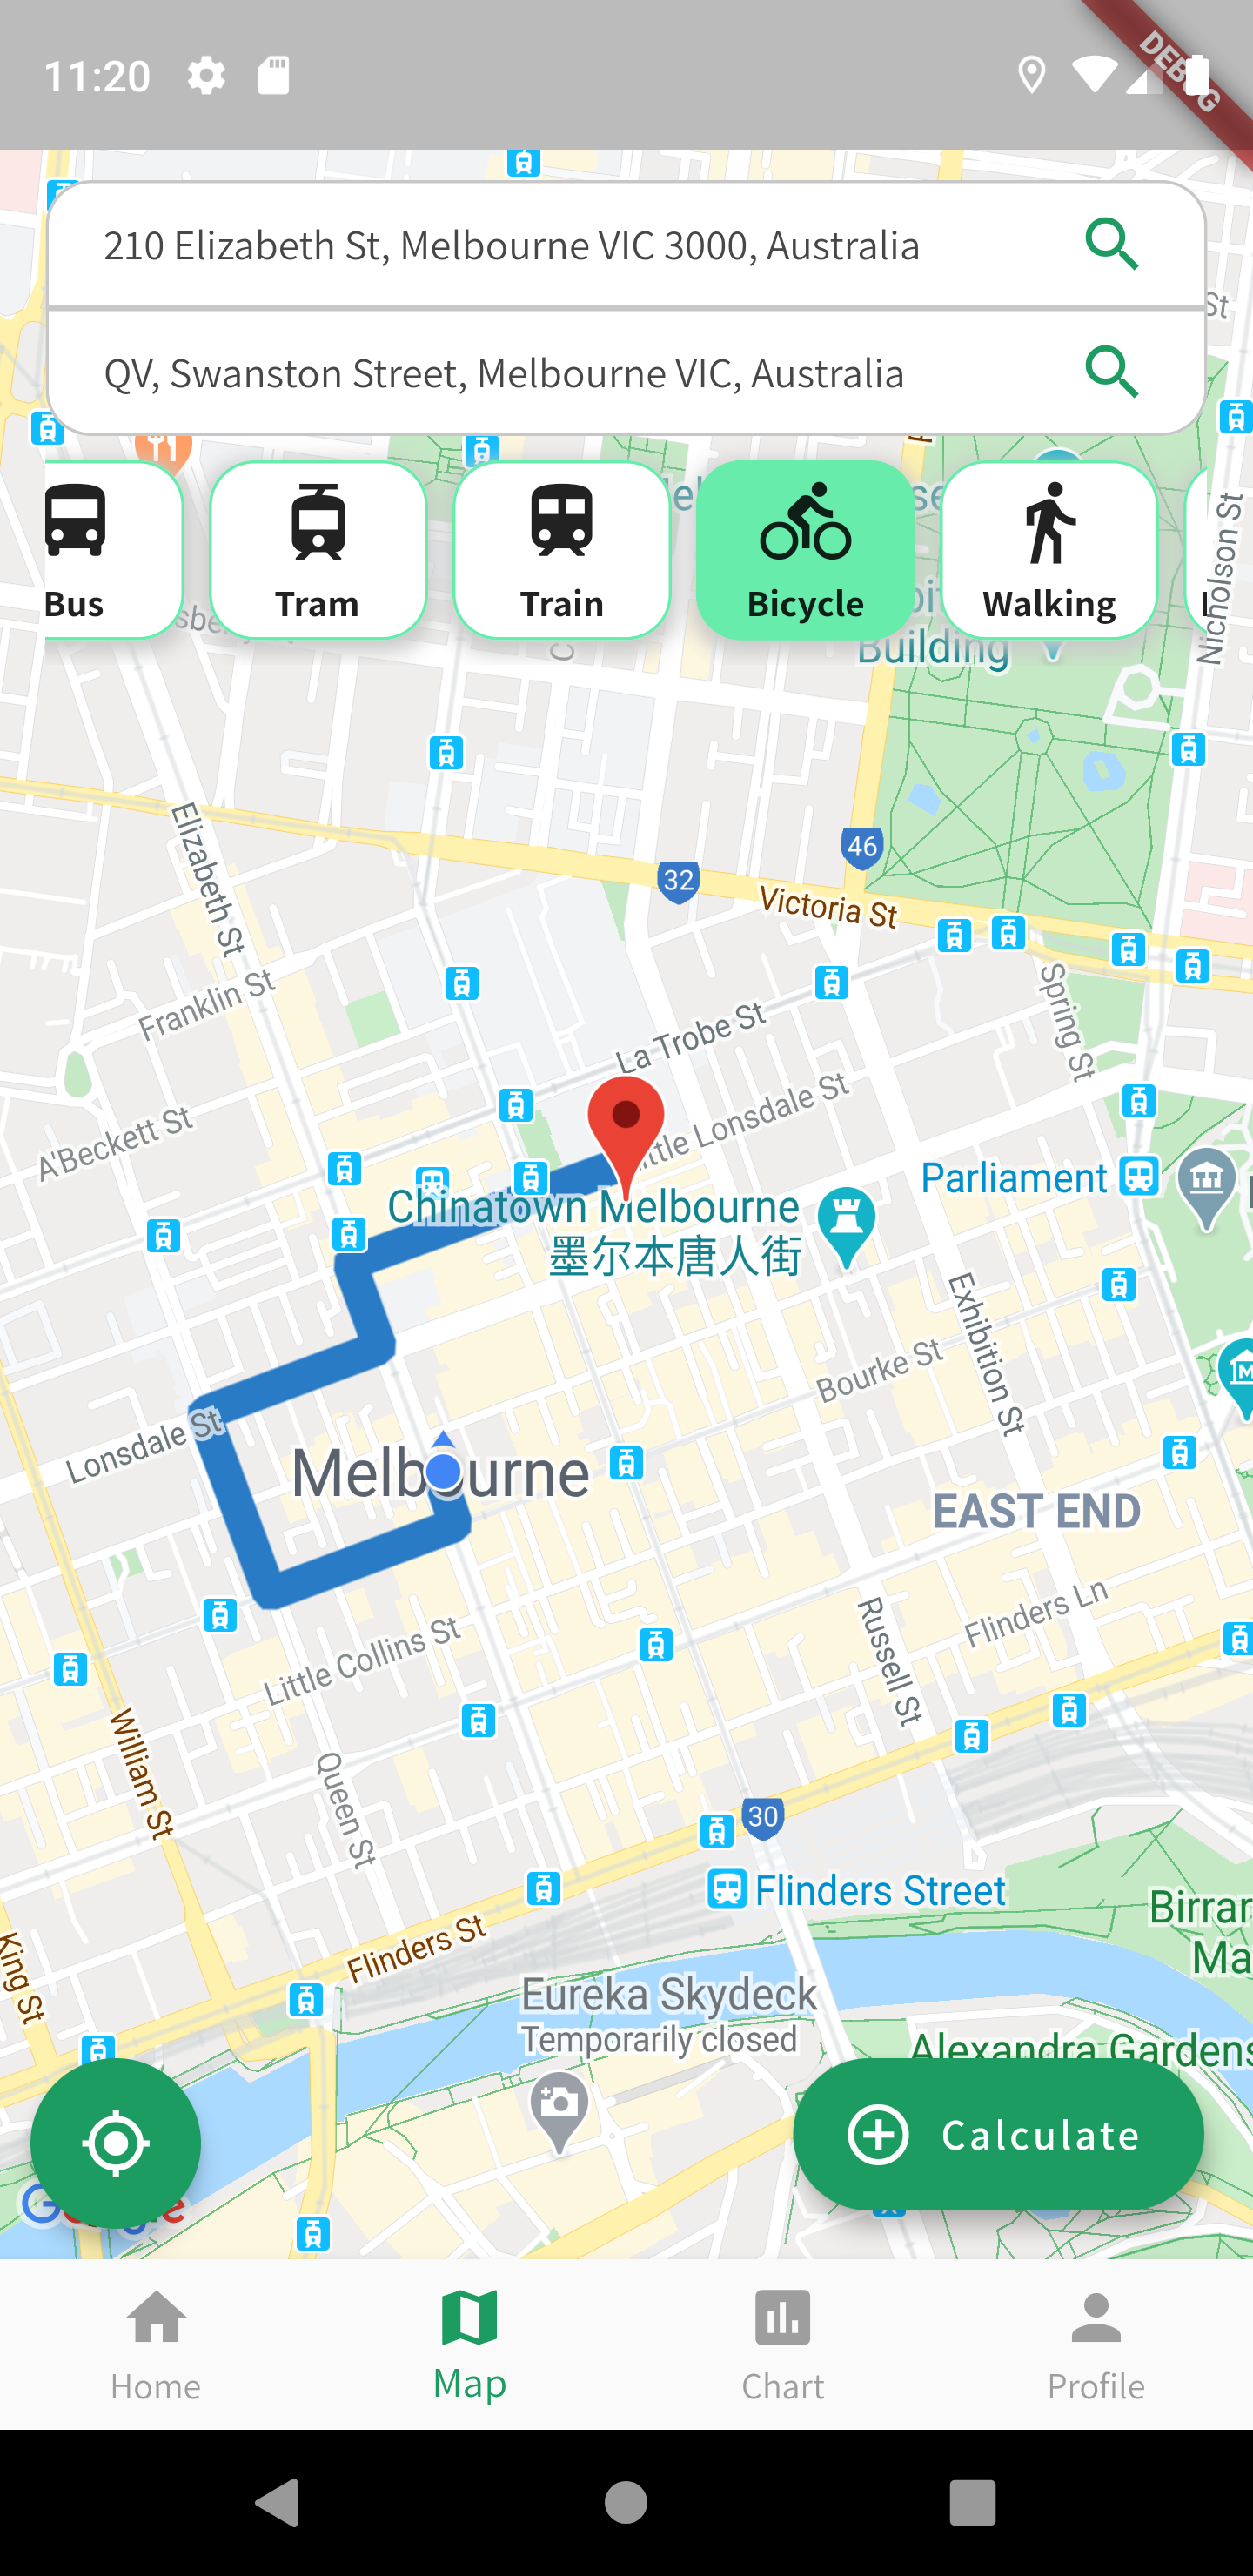 11:20
DEBUG
210 Elizabeth St, Melbourne VIC 3000, Australia
QV, Swanston Street, Melbourne VIC, Australia
Bus
Tram
Train
Bicycle
Walking
Building
Nicholson St
Elizabeth St
46
32
Victoria St
Franklin St
Spring St
La Trobe St
A'Beckett St
Little Lonsdale St
Parliament
Chinatown Melbourne
墨尔本唐人街
Exhibition St
Bourke St
Lonsdale St
Melbourne
EAST END
Flinders Ln
Russell St
Little Collins St
William St
Queen St
30
Flinders Street
Birrar
Ma
King St
Flinders St
Eureka Skydeck
Temporarily closed
Alexandra Gardens
Calculate
Google
Home
Map
Chart
Profile